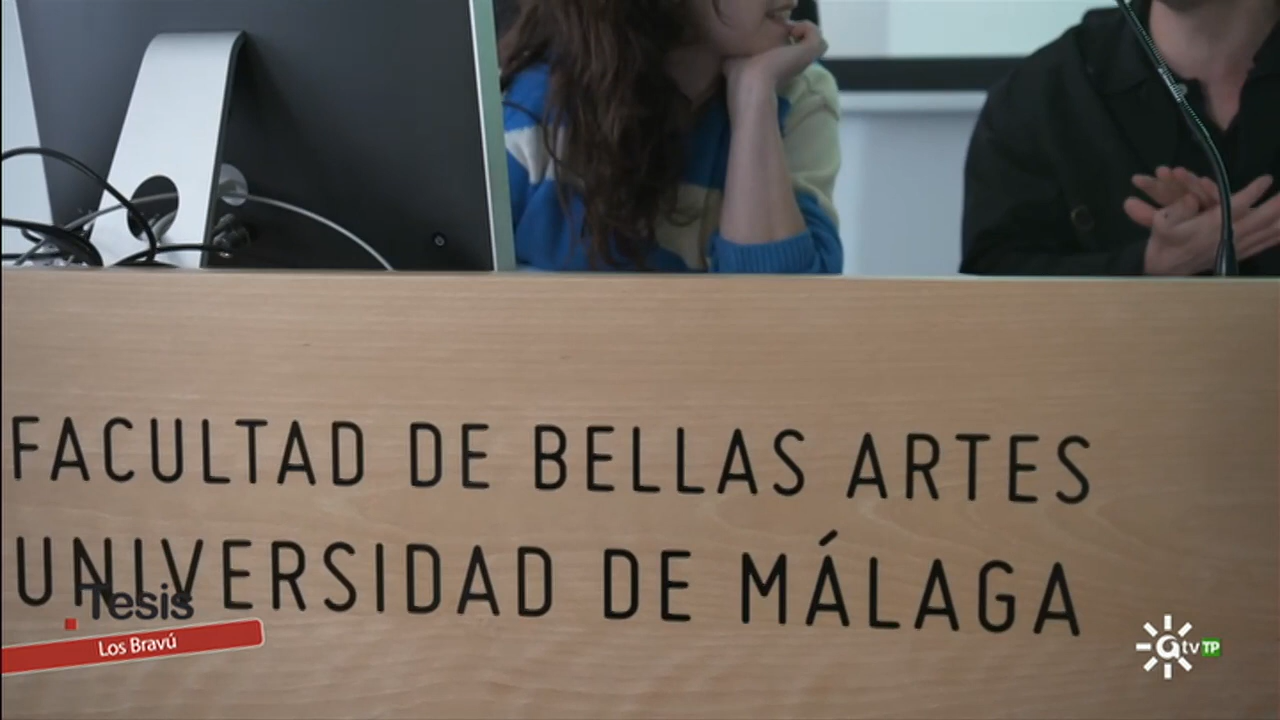 FACULTAD DE BELLAS ARTES
UNIVERSIDAD DE MÁLAGA
Tesis
Los Bravú
tv TP